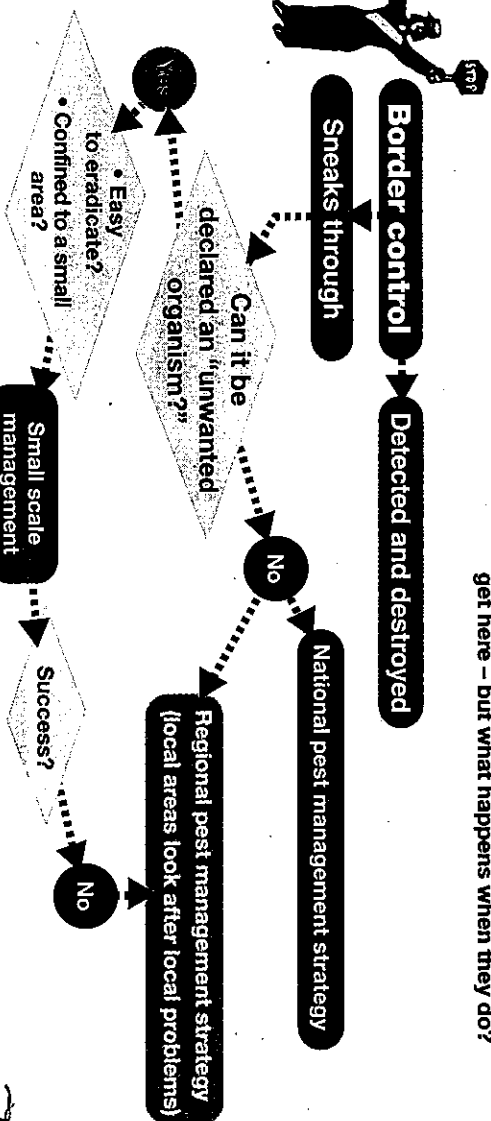 get here – but what happens when they do?
STOP
Border control
Detected and destroyed
Sneaks through
Can it be
declared an "unwanted
organism?"
No
National pest management strategy
Regional pest management strategy
(local areas look after local problems)
Yes
• Easy
to eradicate?
• Confined to a small
area?
Small scale
management
Success?
No